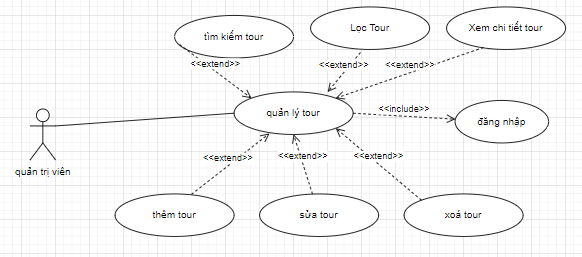 tìm kiếm tour
Lọc Tour
Xem chi tiết tour
<<extend>>
<<extend>>
<<extend>>
quản lý tour
<<include>>
đăng nhập
quản trị viên
<<extend>>
<<extend>>
<<extend>>
thêm tour
sửa tour
xoá tour